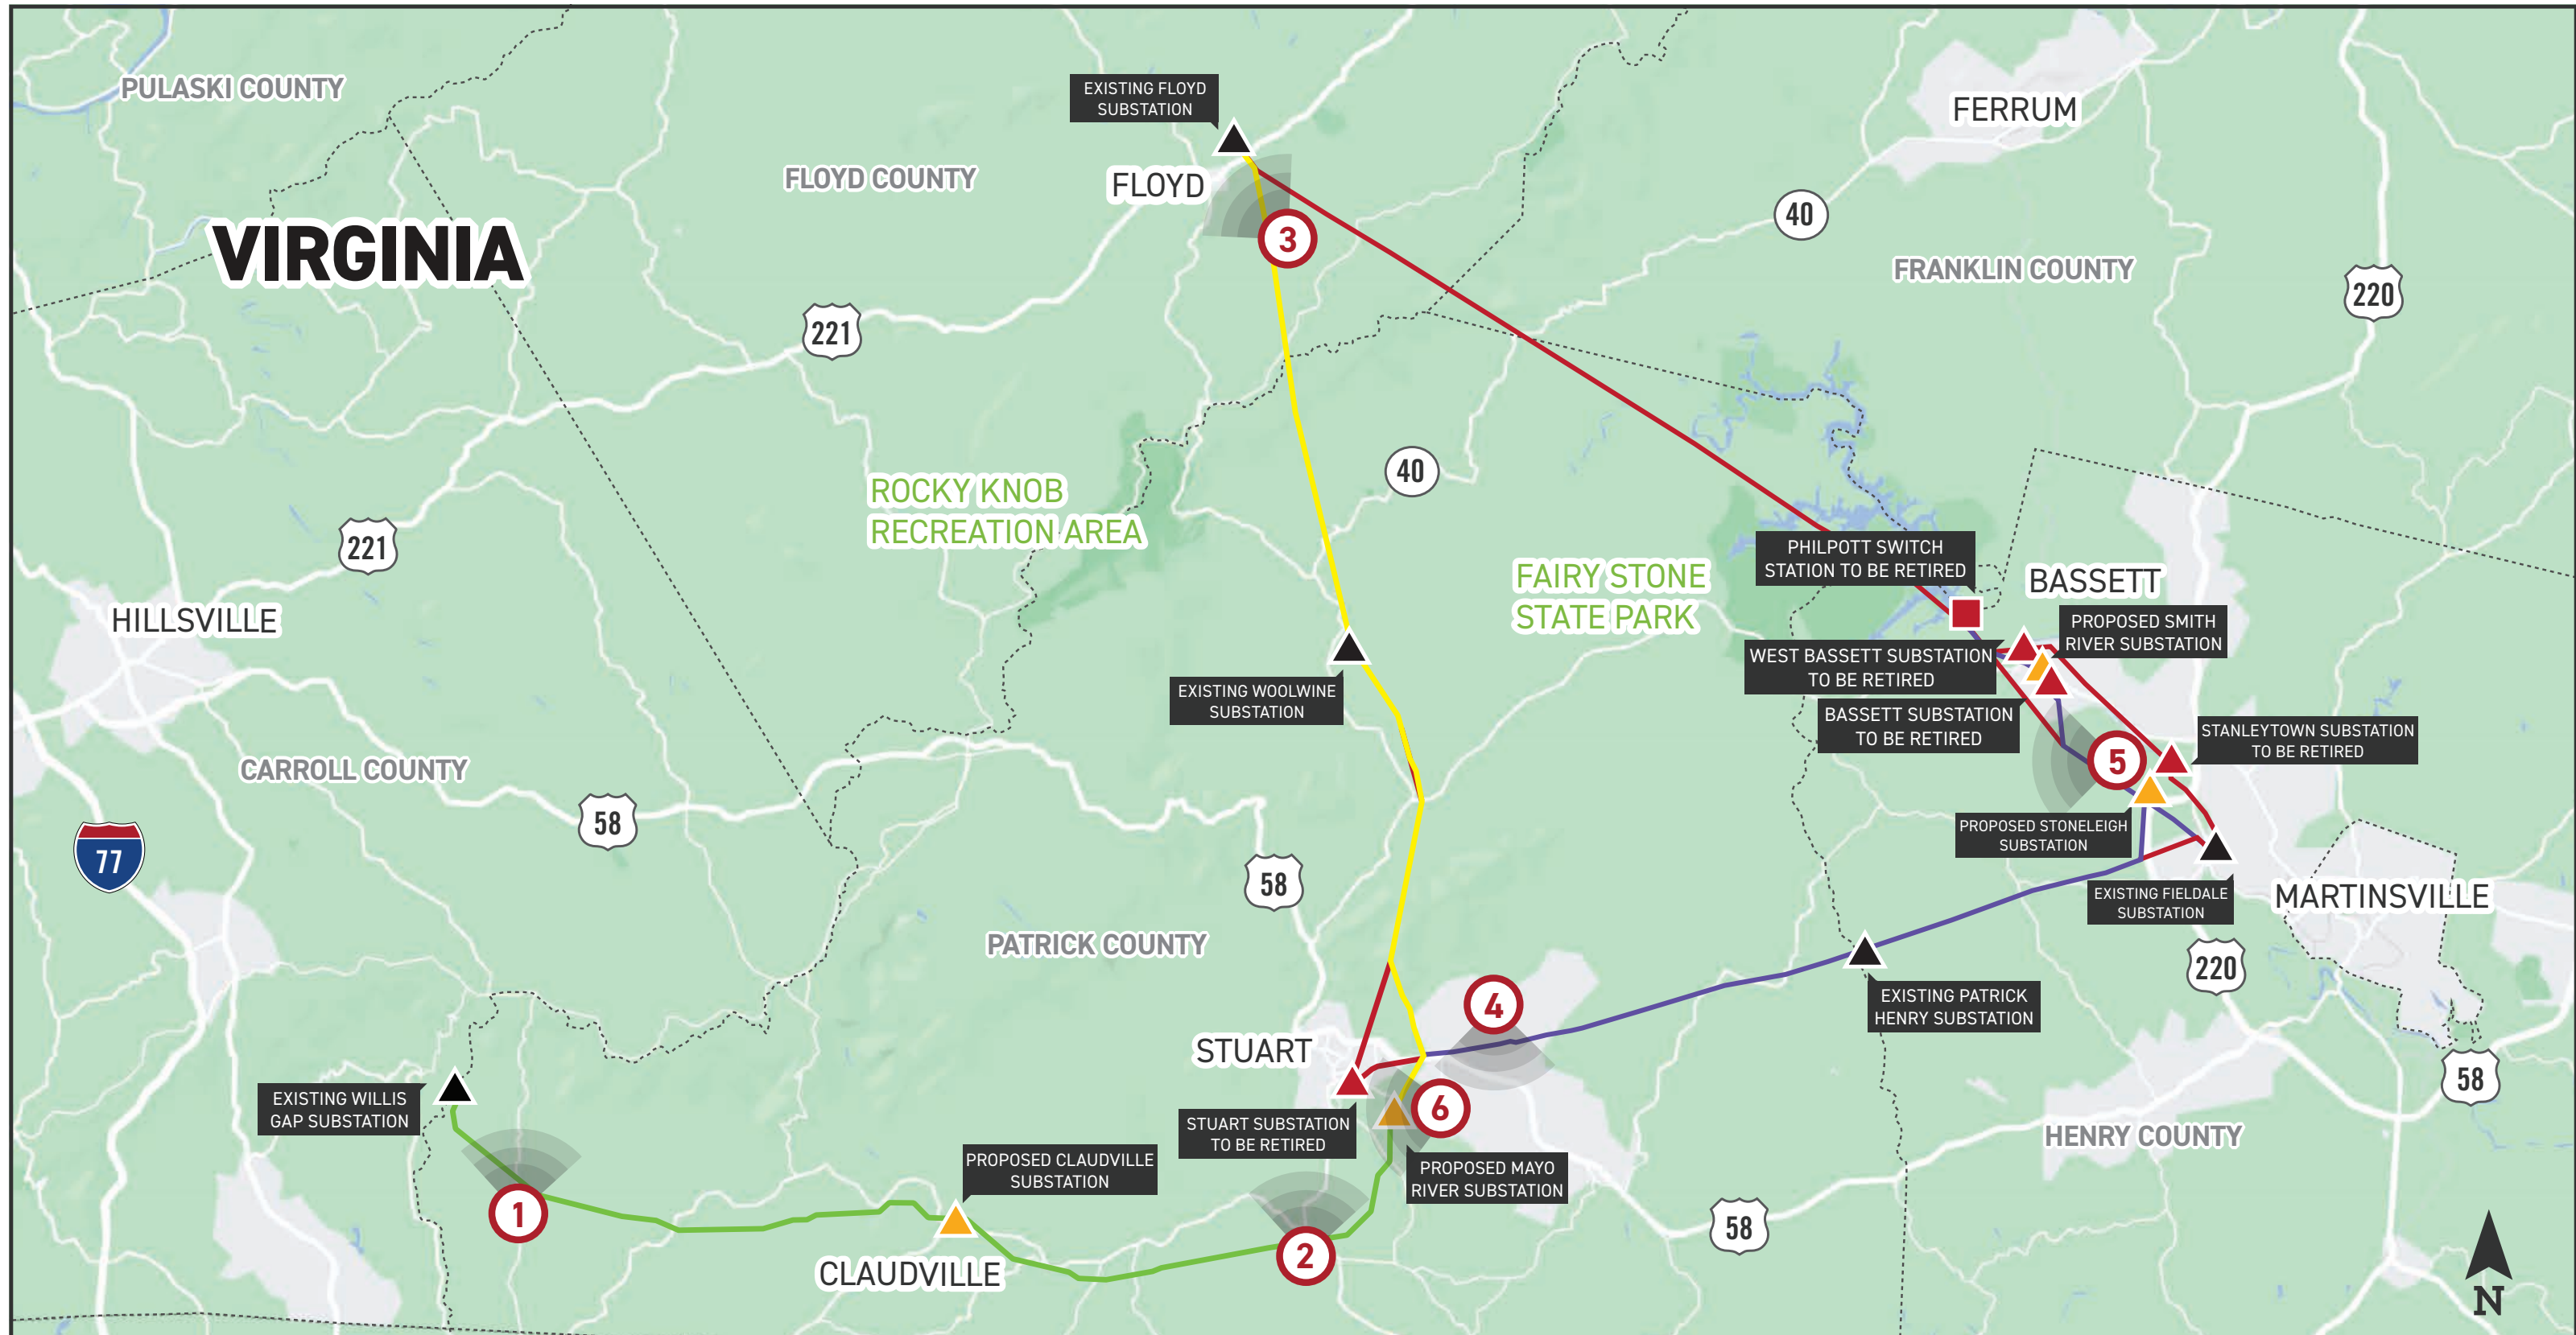 PULASKI COUNTY
EXISTING FLOYD
SUBSTATION
FERRUM
FLOYD COUNTY
FLOYD
40
VIRGINIA
3
FRANKLIN COUNTY
221
220
40
ROCKY KNOB
RECREATION AREA
221
PHILPOTT SWITCH
STATION TO BE RETIRED
FAIRY STONE
STATE PARK
BASSETT
HILLSVILLE
PROPOSED SMITH
RIVER SUBSTATION
WEST BASSETT SUBSTATION
TO BE RETIRED
EXISTING WOOLWINE
SUBSTATION
BASSETT SUBSTATION
TO BE RETIRED
STANLEYTOWN SUBSTATION
TO BE RETIRED
CARROLL COUNTY
5
58
PROPOSED STONELEIGH
SUBSTATION
77
58
EXISTING FIELDALE
SUBSTATION
MARTINSVILLE
PATRICK COUNTY
220
4
EXISTING PATRICK
HENRY SUBSTATION
STUART
58
EXISTING WILLIS
GAP SUBSTATION
6
STUART SUBSTATION
TO BE RETIRED
HENRY COUNTY
PROPOSED CLAUDVILLE
SUBSTATION
PROPOSED MAYO
RIVER SUBSTATION
1
58
2
CLAUDVILLE
N